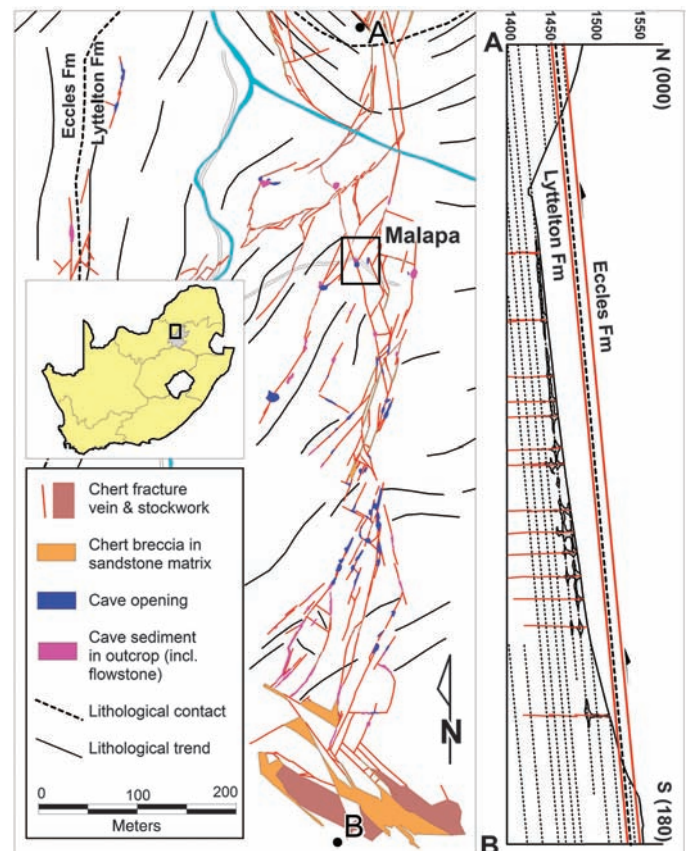 A
Eccles Fm
Lyttelton Fm
Malapa
Chert fracture
vein & stockwork
Chert breccia in
sandstone matrix
Cave opening
Cave sediment
in outcrop (incl.
flowstone)
Lithological contact
Lithological trend
0 100 200
Meters
N
B
A
1400
1450
1500
1550
N (000)
Lyttelton Fm
Eccles Fm
S (180)
B